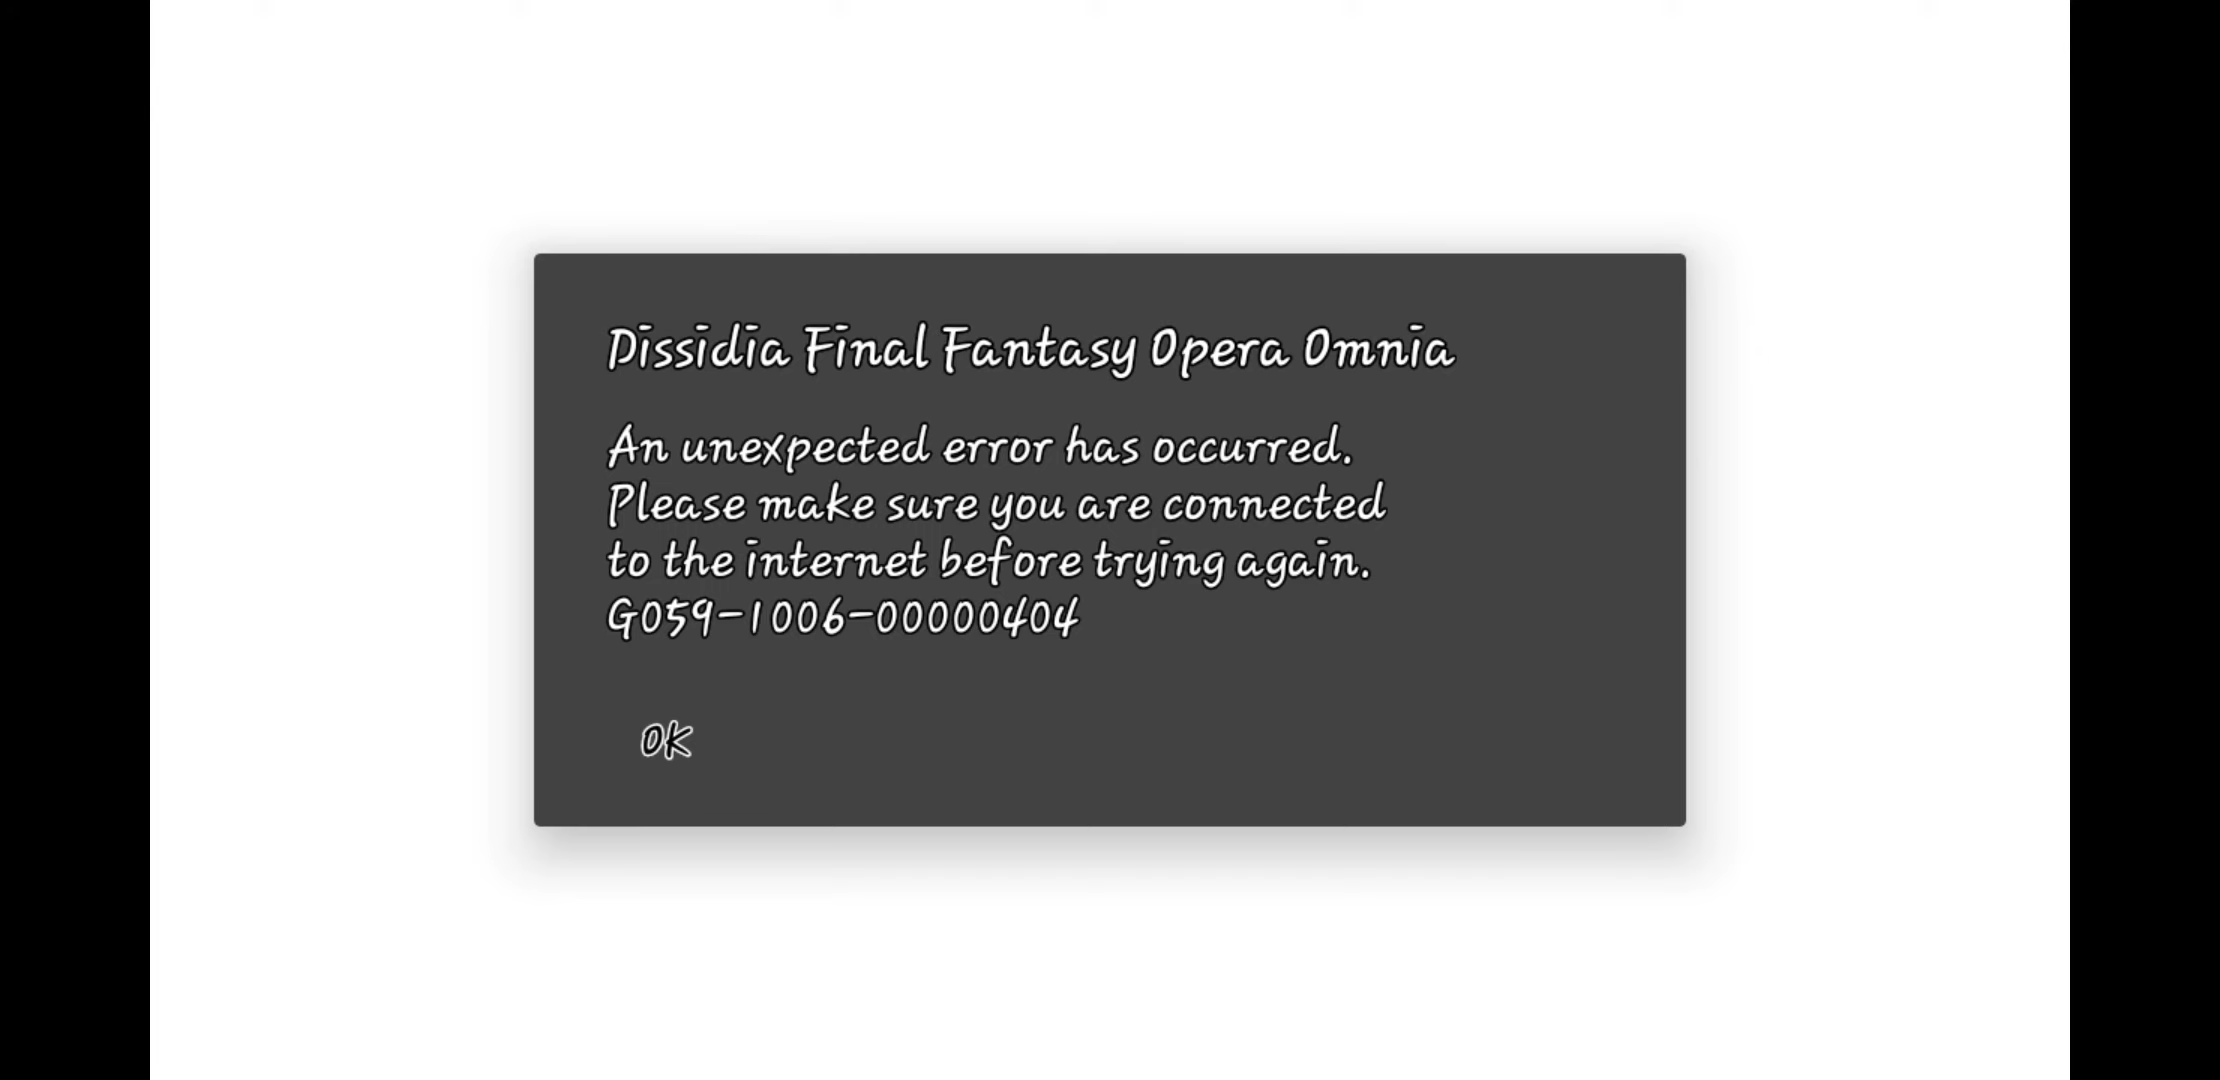 Dissidia Final Fantasy Opera Omnia
An unexpected error has occurred.
Please make sure you are connected
to the internet before trying again.
G059-1006-00000404
OK